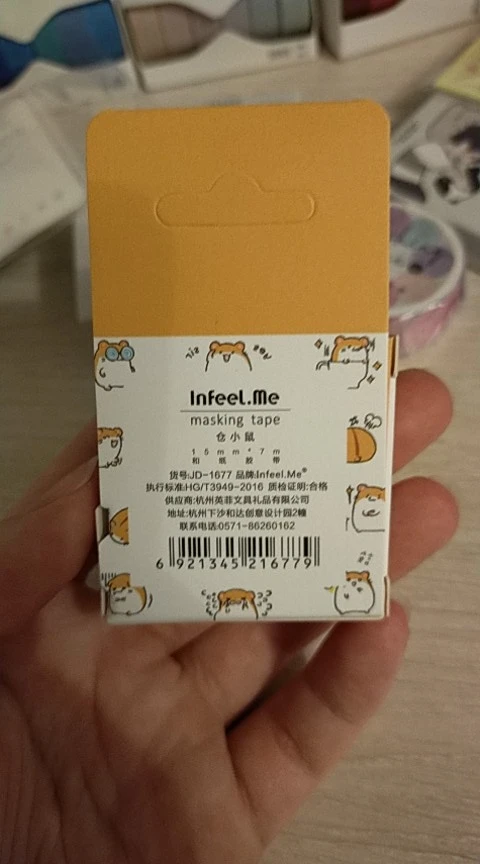 Infeel.Me
masking tape
仓小鼠
15mm*7m
和纸胶带
货号:JD-1677 品牌:Infeel.Me®
执行标准:HG/T3949-2016 质检证明:合格
供应商:杭州英菲文具礼品有限公司
地址:杭州下沙和达创意设计园2幢
联系电话:0571-86260162
6 921345 216779